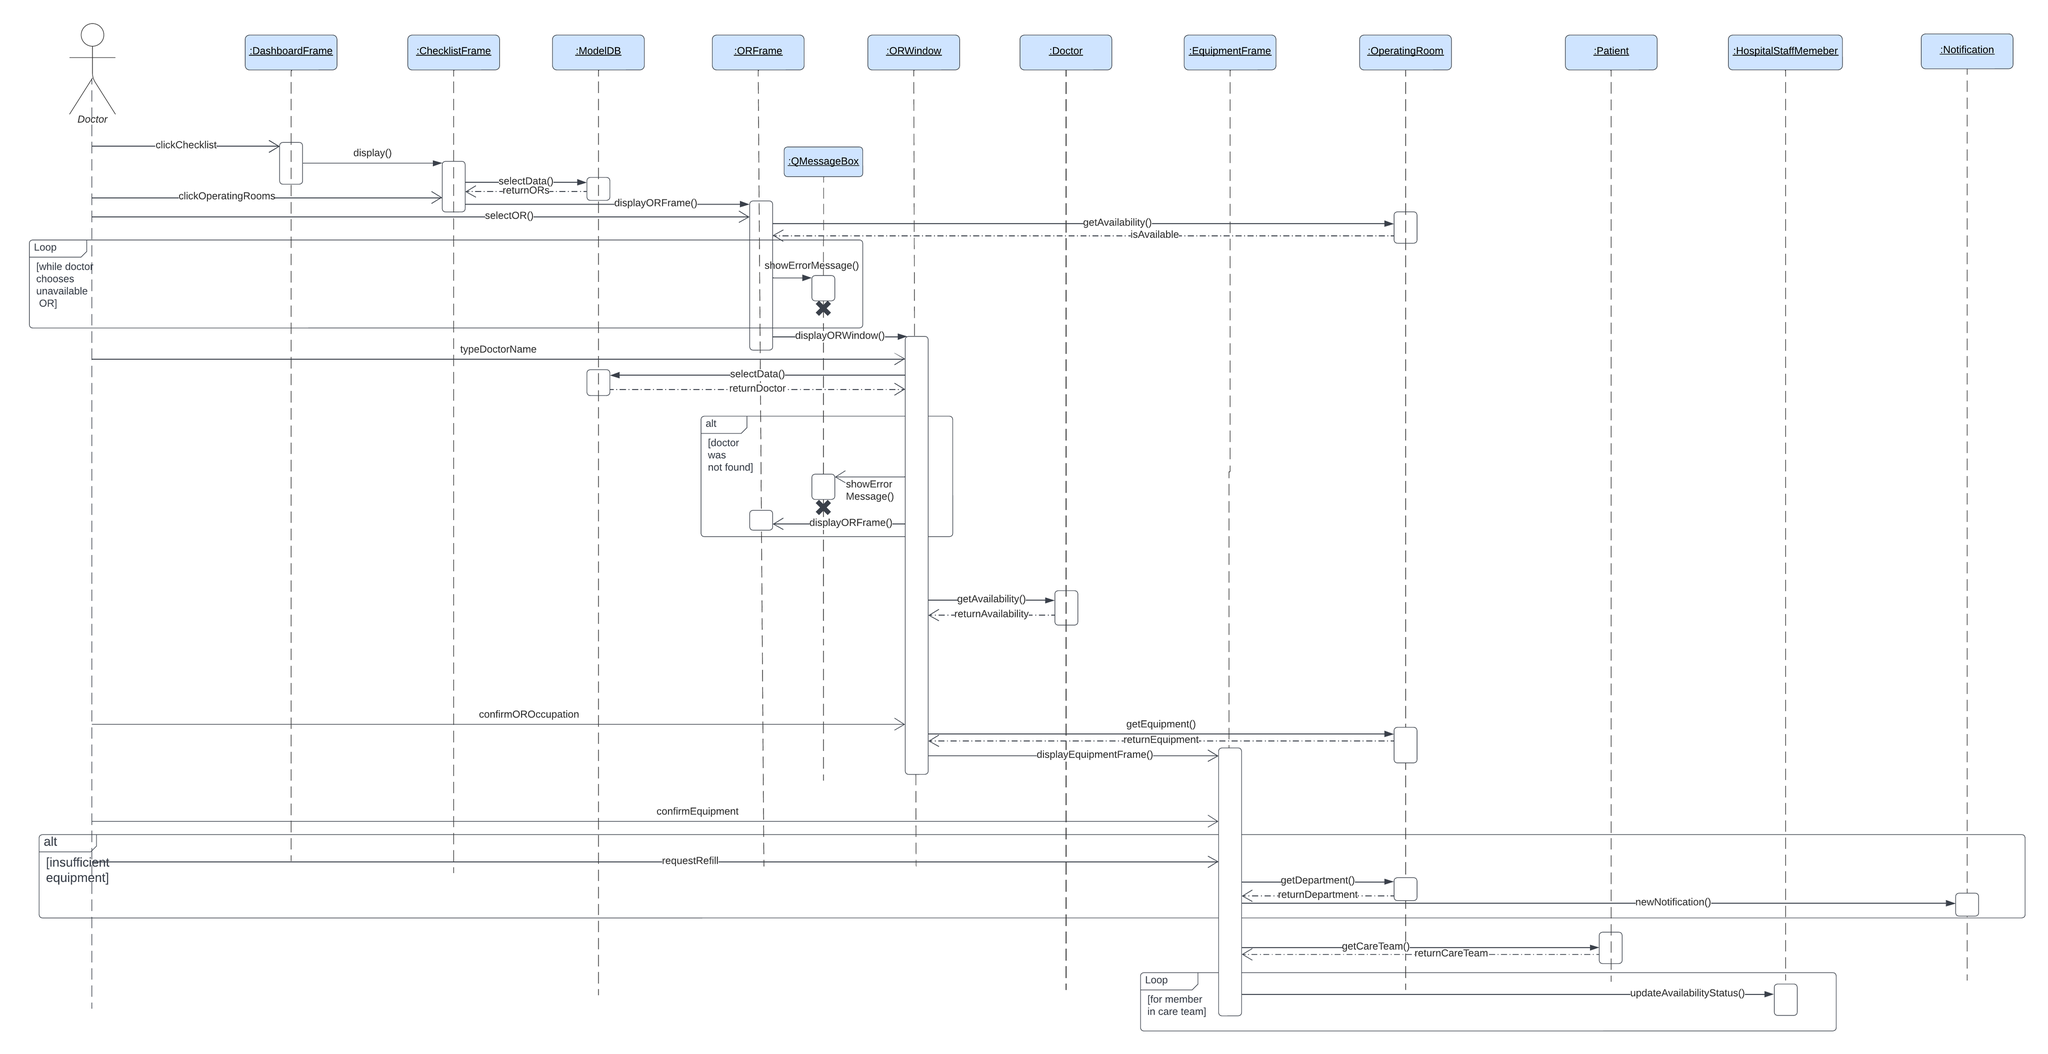 :DashboardFrame
:ChecklistFrame
:ModelDB
:ORFrame
:ORWindow
:Doctor
:EquipmentFrame
:OperatingRoom
:Patient
:HospitalStaffMemeber
:Notification
Doctor
clickChecklist
display()
:QMessageBox
selectData()
returnORs
clickOperatingRooms
displayORFrame()
selectOR()
getAvailability()
isAvailable
Loop
[while doctor
chooses
unavailable
OR]
showErrorMessage()
displayORWindow()
typeDoctorName
selectData()
returnDoctor
alt
[doctor
was
not found]
showError
Message()
displayORFrame()
getAvailability()
returnAvailability
confirmOROccupation
getEquipment()
returnEquipment
displayEquipmentFrame()
confirmEquipment
alt
[insufficient
equipment]
requestRefill
getDepartment()
returnDepartment
newNotification()
getCareTeam()
returnCareTeam
Loop
[for member
in care team]
updateAvailabilityStatus()